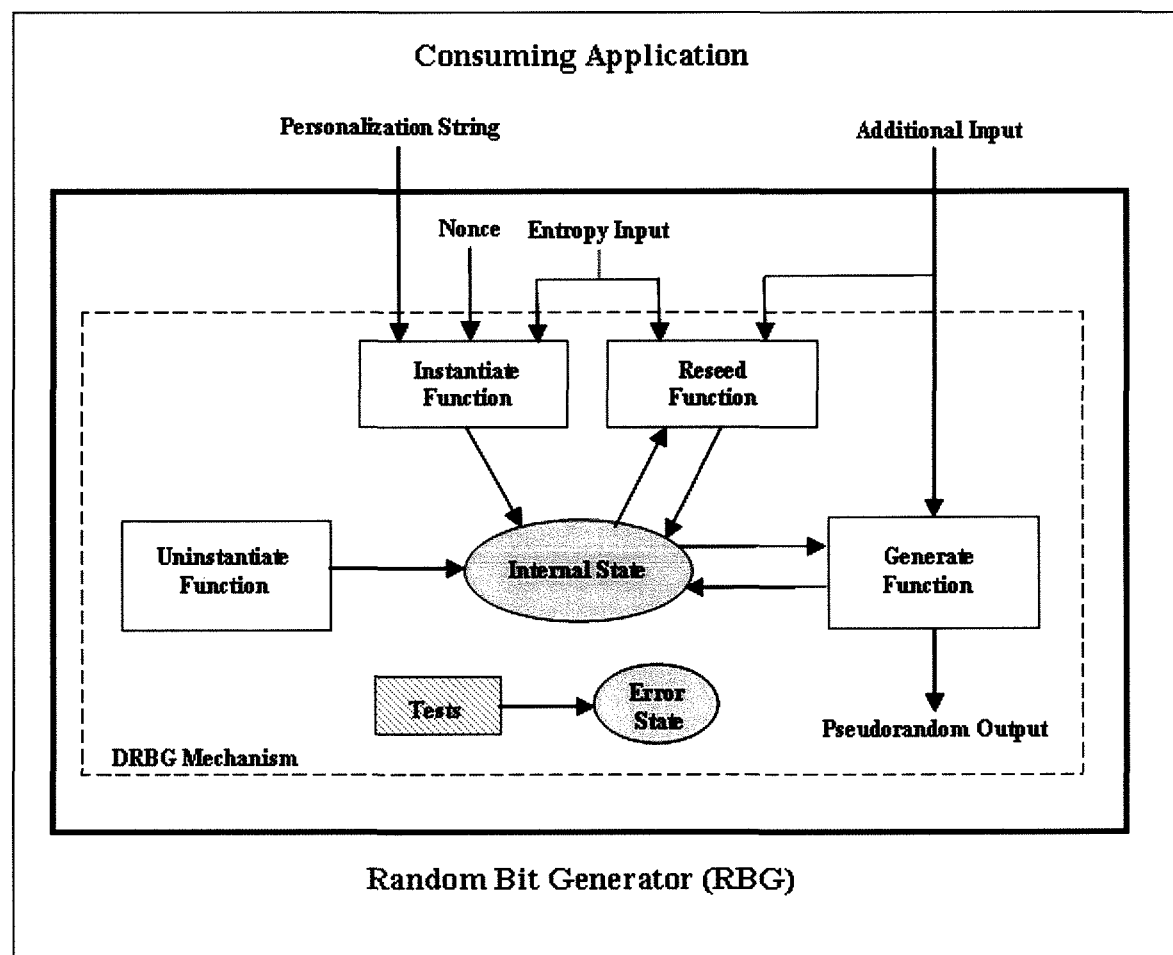 Consuming Application
Personalization String
Additional Input
Nonce
Entropy Input
Instantiate
Function
Reseed
Function
Uninstantiate
Function
Internal State
Generate
Function
Tests
Error
State
Pseudorandom Output
DRBG Mechanism
Random Bit Generator (RBG)